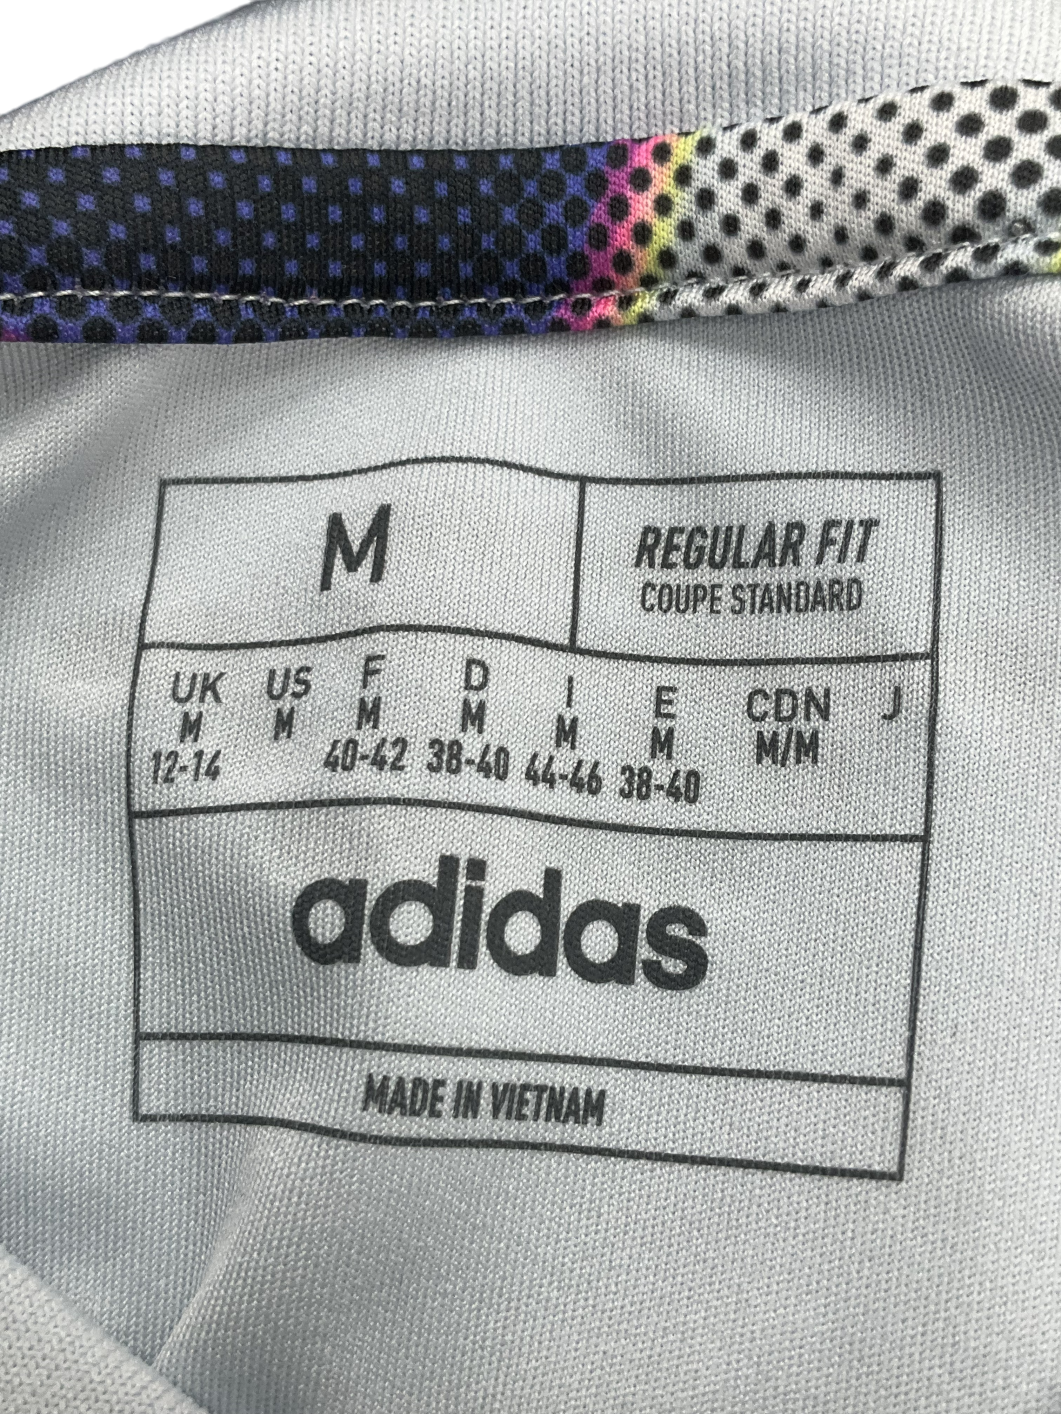 M
REGULAR FIT
COUPE STANDARD
UK US F D I E CDN J
M M M M M M M/M
12-14 40-42 38-40 44-46 38-40
adidas
MADE IN VIETNAM